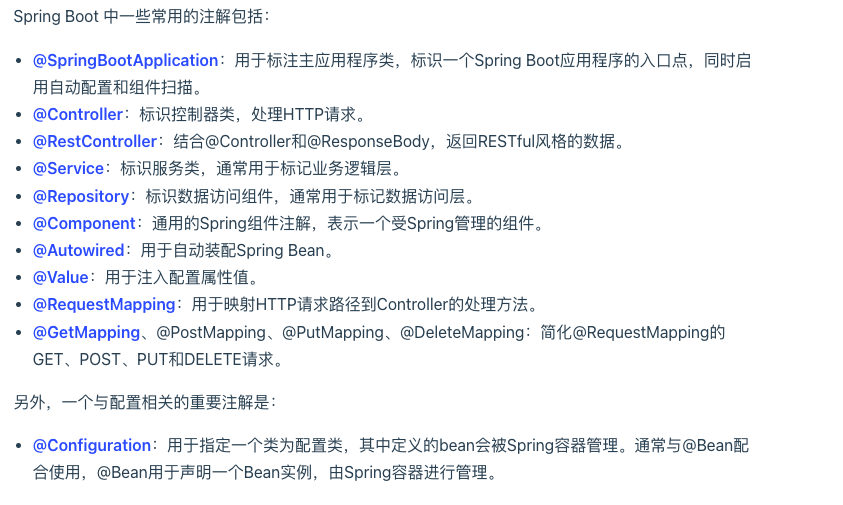 Spring Boot 中一些常用的注解包括：
@SpringBootApplication：用于标注主应用程序类，标识一个Spring Boot应用程序的入口点，同时启
用自动配置和组件扫描。
@Controller：标识控制器类，处理HTTP请求。
@RestController：结合@Controller和@ResponseBody，返回RESTful风格的数据。
@Service：标识服务类，通常用于标记业务逻辑层。
@Repository：标识数据访问组件，通常用于标记数据访问层。
@Component：通用的Spring组件注解，表示一个受Spring管理的组件。
@Autowired：用于自动装配Spring Bean。
@Value：用于注入配置属性值。
@RequestMapping：用于映射HTTP请求路径到Controller的处理方法。
@GetMapping、@PostMapping、@PutMapping、@DeleteMapping：简化@RequestMapping的
GET、POST、PUT和DELETE请求。
另外，一个与配置相关的重要注解是：
@Configuration：用于指定一个类为配置类，其中定义的bean会被Spring容器管理。通常与@Bean配
合使用，@Bean用于声明一个Bean实例，由Spring容器进行管理。